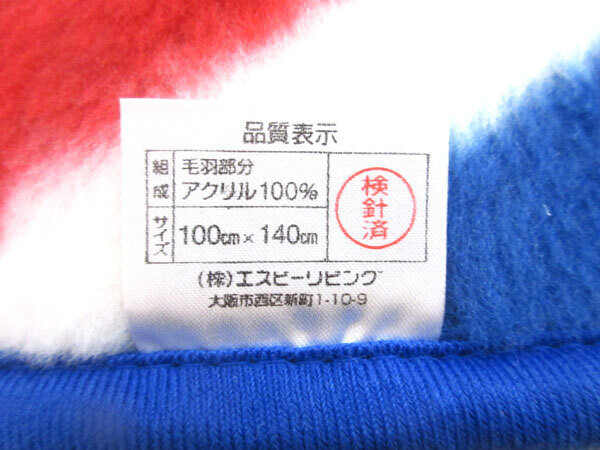 品質表示
組成
毛羽部分
アクリル100%
サイズ
100cm×140cm
検針済
(株)エスビーリビング
大阪市西区新町1-10-9